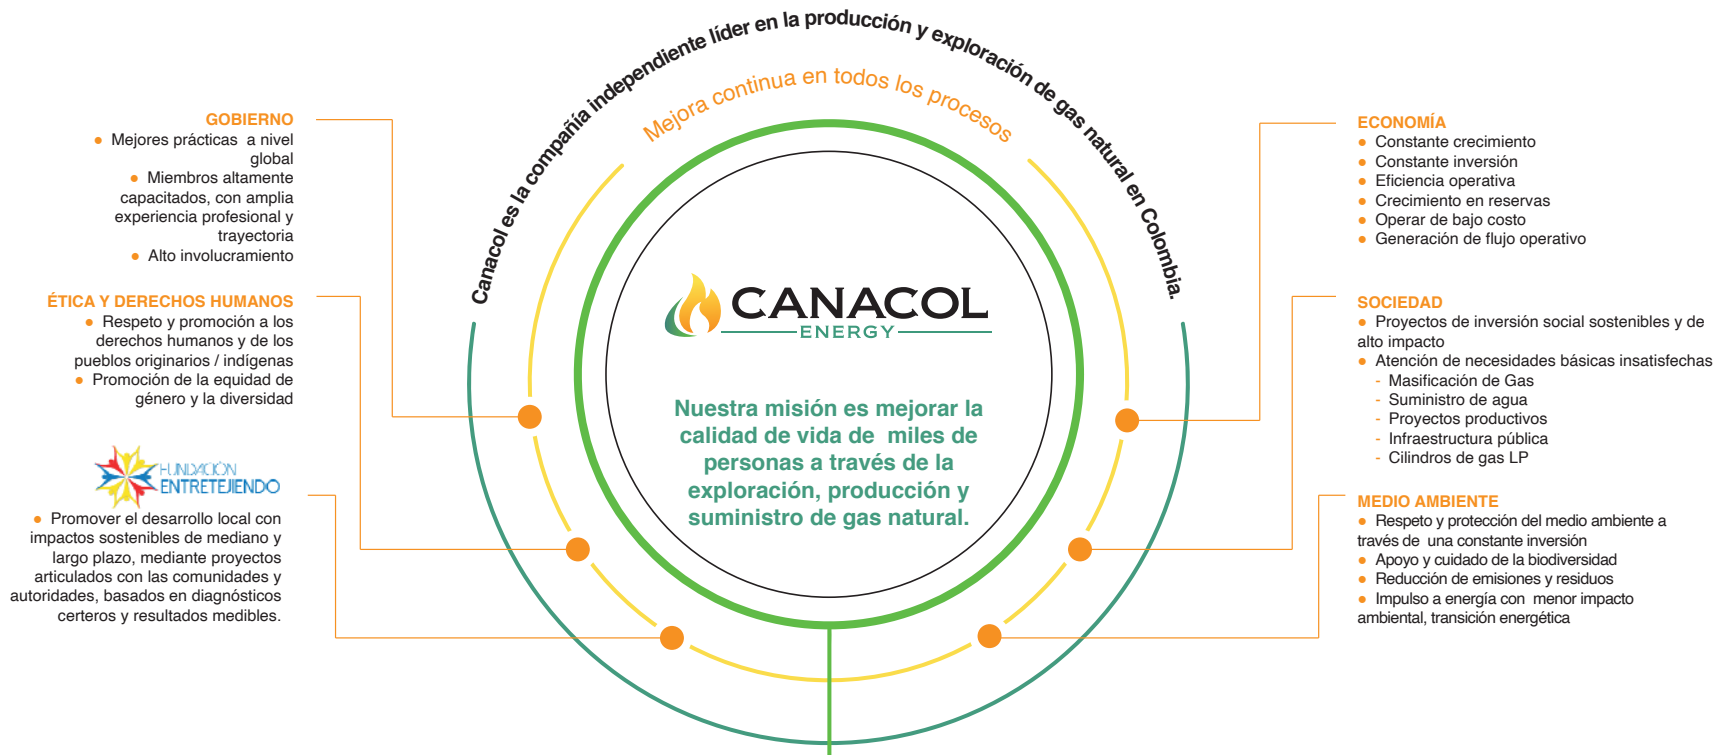 Canacol es la compañía independiente líder en la producción y exploración de gas natural en Colombia.
Mejora continua en todos los procesos
GOBIERNO
● Mejores prácticas a nivel
global
● Miembros altamente
capacitados, con amplia
experiencia profesional y
trayectoria
● Alto involucramiento
ÉTICA Y DERECHOS HUMANOS
● Respeto y promoción a los
derechos humanos y de los
pueblos originarios / indígenas
● Promoción de la equidad de
género y la diversidad
FUNDACIÓN
ENTRETEJIENDO
● Promover el desarrollo local con
impactos sostenibles de mediano y
largo plazo, mediante proyectos
articulados con las comunidades y
autoridades, basados en diagnósticos
certeros y resultados medibles.
CANACOL
ENERGY
Nuestra misión es mejorar la
calidad de vida de miles de
personas a través de la
exploración, producción y
suministro de gas natural.
ECONOMÍA
● Constante crecimiento
● Constante inversión
● Eficiencia operativa
● Crecimiento en reservas
● Operar de bajo costo
● Generación de flujo operativo
SOCIEDAD
● Proyectos de inversión social sostenibles y de
alto impacto
● Atención de necesidades básicas insatisfechas
- Masificación de Gas
- Suministro de agua
- Proyectos productivos
- Infraestructura pública
- Cilindros de gas LP
MEDIO AMBIENTE
● Respeto y protección del medio ambiente a
través de una constante inversión
● Apoyo y cuidado de la biodiversidad
● Reducción de emisiones y residuos
● Impulso a energía con menor impacto
ambiental, transición energética